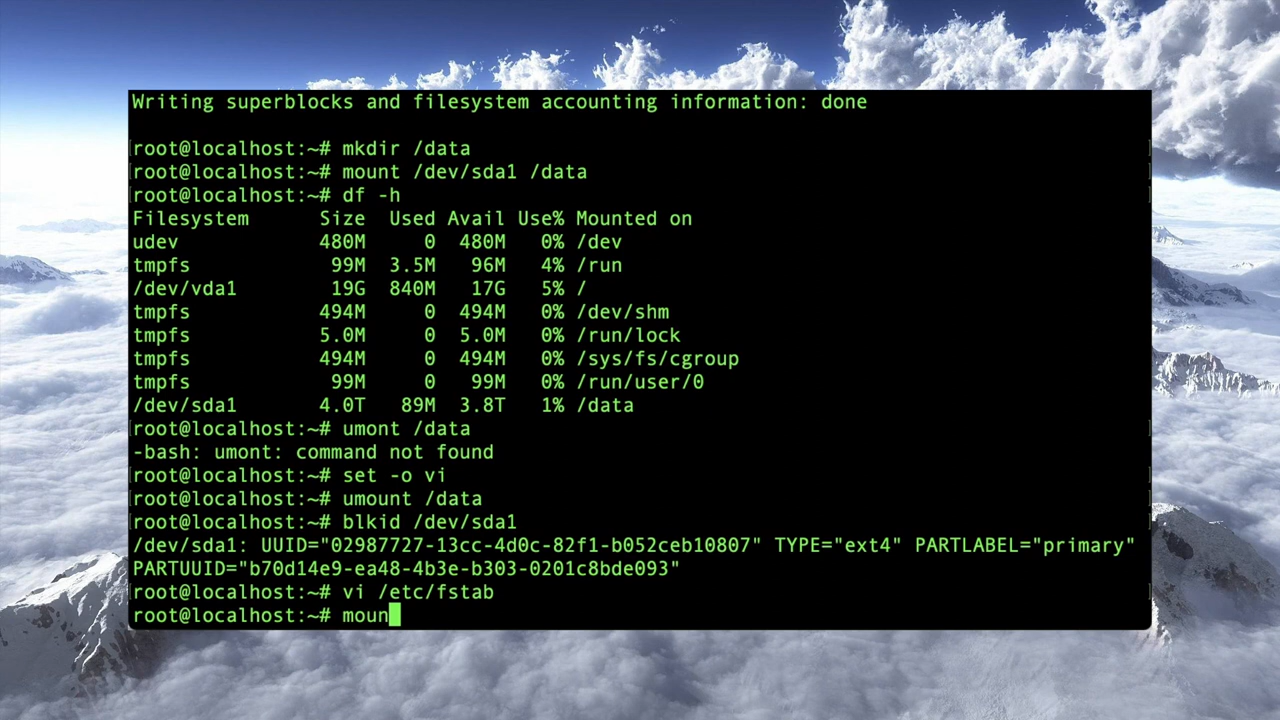 Writing superblocks and filesystem accounting information: done
root@localhost:~# mkdir /data
root@localhost:~# mount /dev/sda1 /data
root@localhost:~# df -h
Filesystem Size Used Avail Use% Mounted on
udev 480M 0 480M 0% /dev
tmpfs 99M 3.5M 96M 4% /run
/dev/vda1 19G 840M 17G 5% /
tmpfs 494M 0 494M 0% /dev/shm
tmpfs 5.0M 0 5.0M 0% /run/lock
tmpfs 494M 0 494M 0% /sys/fs/cgroup
tmpfs 99M 0 99M 0% /run/user/0
/dev/sda1 4.0T 89M 3.8T 1% /data
root@localhost:~# umont /data
-bash: umont: command not found
root@localhost:~# set -o vi
root@localhost:~# umount /data
root@localhost:~# blkid /dev/sda1
/dev/sda1: UUID="02987727-13cc-4d0c-82f1-b052ceb10807" TYPE="ext4" PARTLABEL="primary"
PARTUUID="b70d14e9-ea48-4b3e-b303-0201c8bde093"
root@localhost:~# vi /etc/fstab
root@localhost:~# moun